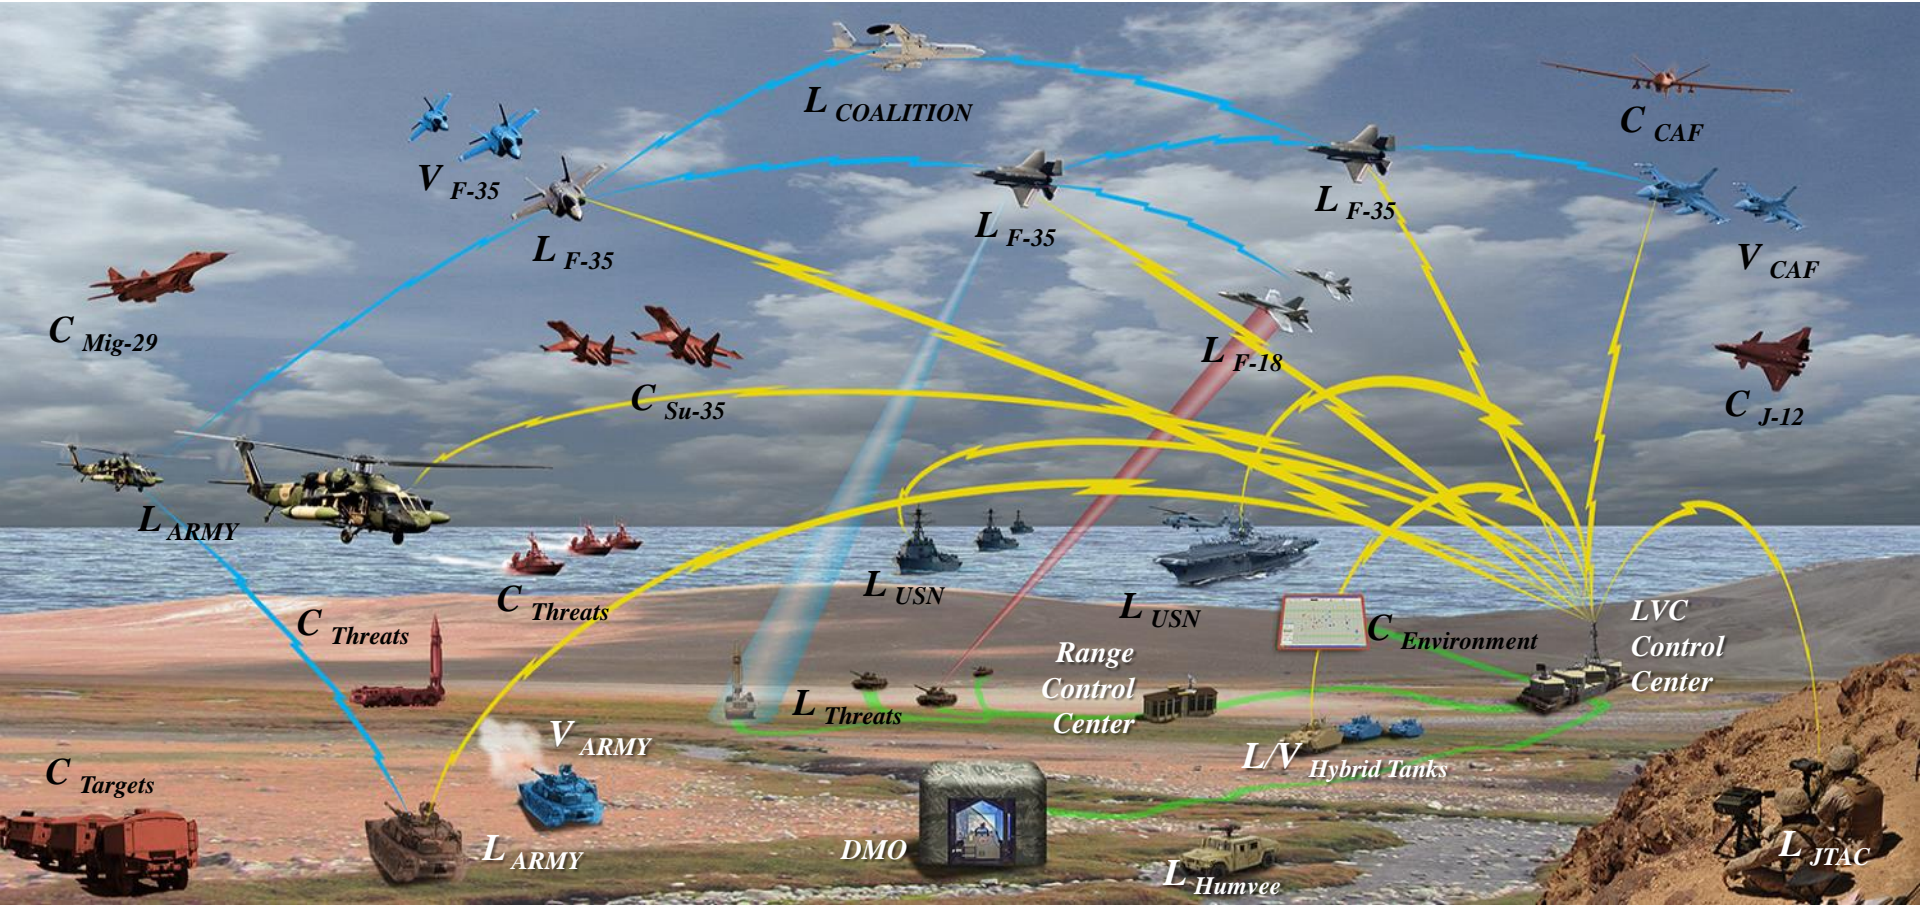 L COALITION
C CAF
V F-35
L F-35
L F-35
L F-35
V CAF
C Mig-29
L F-18
C Su-35
C J-12
L ARMY
C Threats
C Threats
L USN
L USN
C Environment
LVC
Control
Center
Range
Control
Center
L Threats
V ARMY
L/V Hybrid Tanks
C Targets
L ARMY
DMO
L Humvee
L JTAC